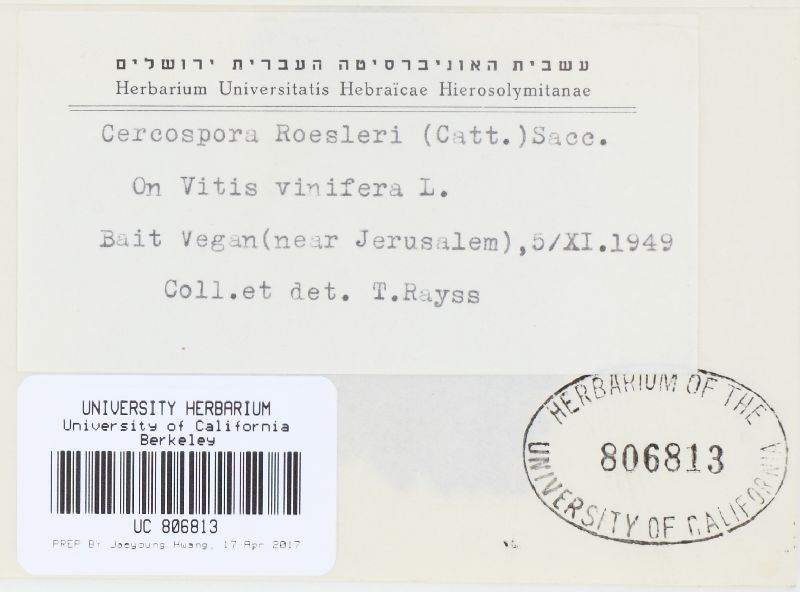 עשבית האוניברסיטה העברית ירושלים
Herbarium Universitatis Hebraïcae Hierosolymitanae
Cercospora Roesleri (Catt.)Sacc.
On Vitis vinifera L.
Bait Vegan(near Jerusalem),5/XI.1949
Coll.et det. T.Rayss
UNIVERSITY HERBARIUM
University of California
Berkeley
UC 806813
PREP BY Jaeyoung Hwang, 17 Apr 2017
HERBARIUM OF THE
806813
UNIVERSITY OF CALIFORNIA